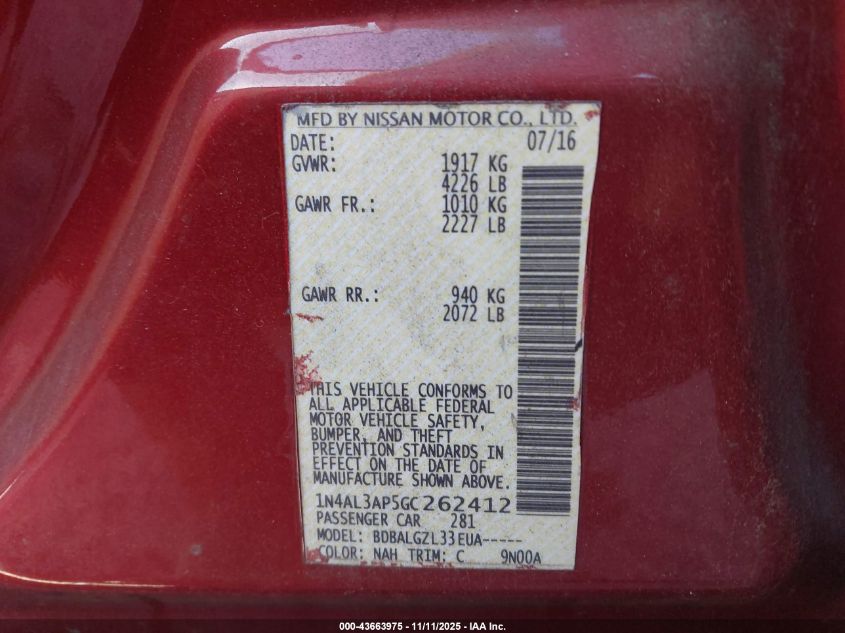 MFD BY NISSAN MOTOR CO., LTD.
DATE: 07/16
GVWR: 1917 KG
4226 LB
GAWR FR.: 1010 KG
2227 LB
GAWR RR.: 940 KG
2072 LB
THIS VEHICLE CONFORMS TO
ALL APPLICABLE FEDERAL
MOTOR VEHICLE SAFETY,
BUMPER, AND THEFT
PREVENTION STANDARDS IN
EFFECT ON THE DATE OF
MANUFACTURE SHOWN ABOVE.
1N4AL3AP5GC262412
PASSENGER CAR 281
MODEL: BDBALGZL33EUA-----
COLOR: NAH TRIM: C 9N00A
000-43663975 - 11/11/2025 - IAA Inc.